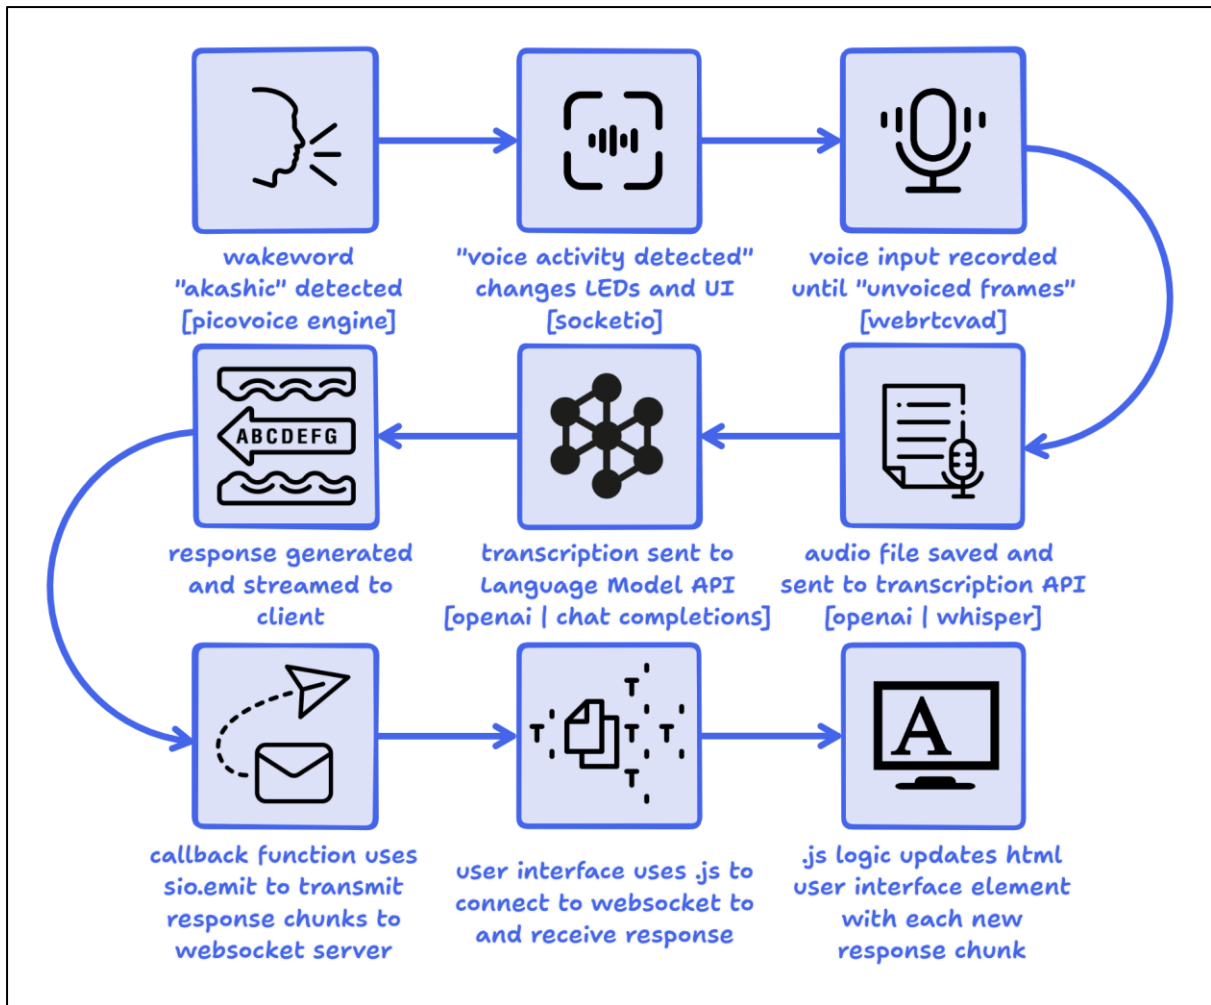 wakeword
"akashic" detected
[picovoice engine]
"voice activity detected"
changes LEDs and UI
[socketio]
voice input recorded
until "unvoiced frames"
[webrtcvad]
audio file saved and
sent to transcription API
[openai | whisper]
transcription sent to
Language Model API
[openai | chat completions]
ABCDEFG
response generated
and streamed to
client
callback function uses
sio.emit to transmit
response chunks to
websocket server
T
T T T
T
user interface uses .js to
connect to websocket to
and receive response
A
.js logic updates html
user interface element
with each new
response chunk